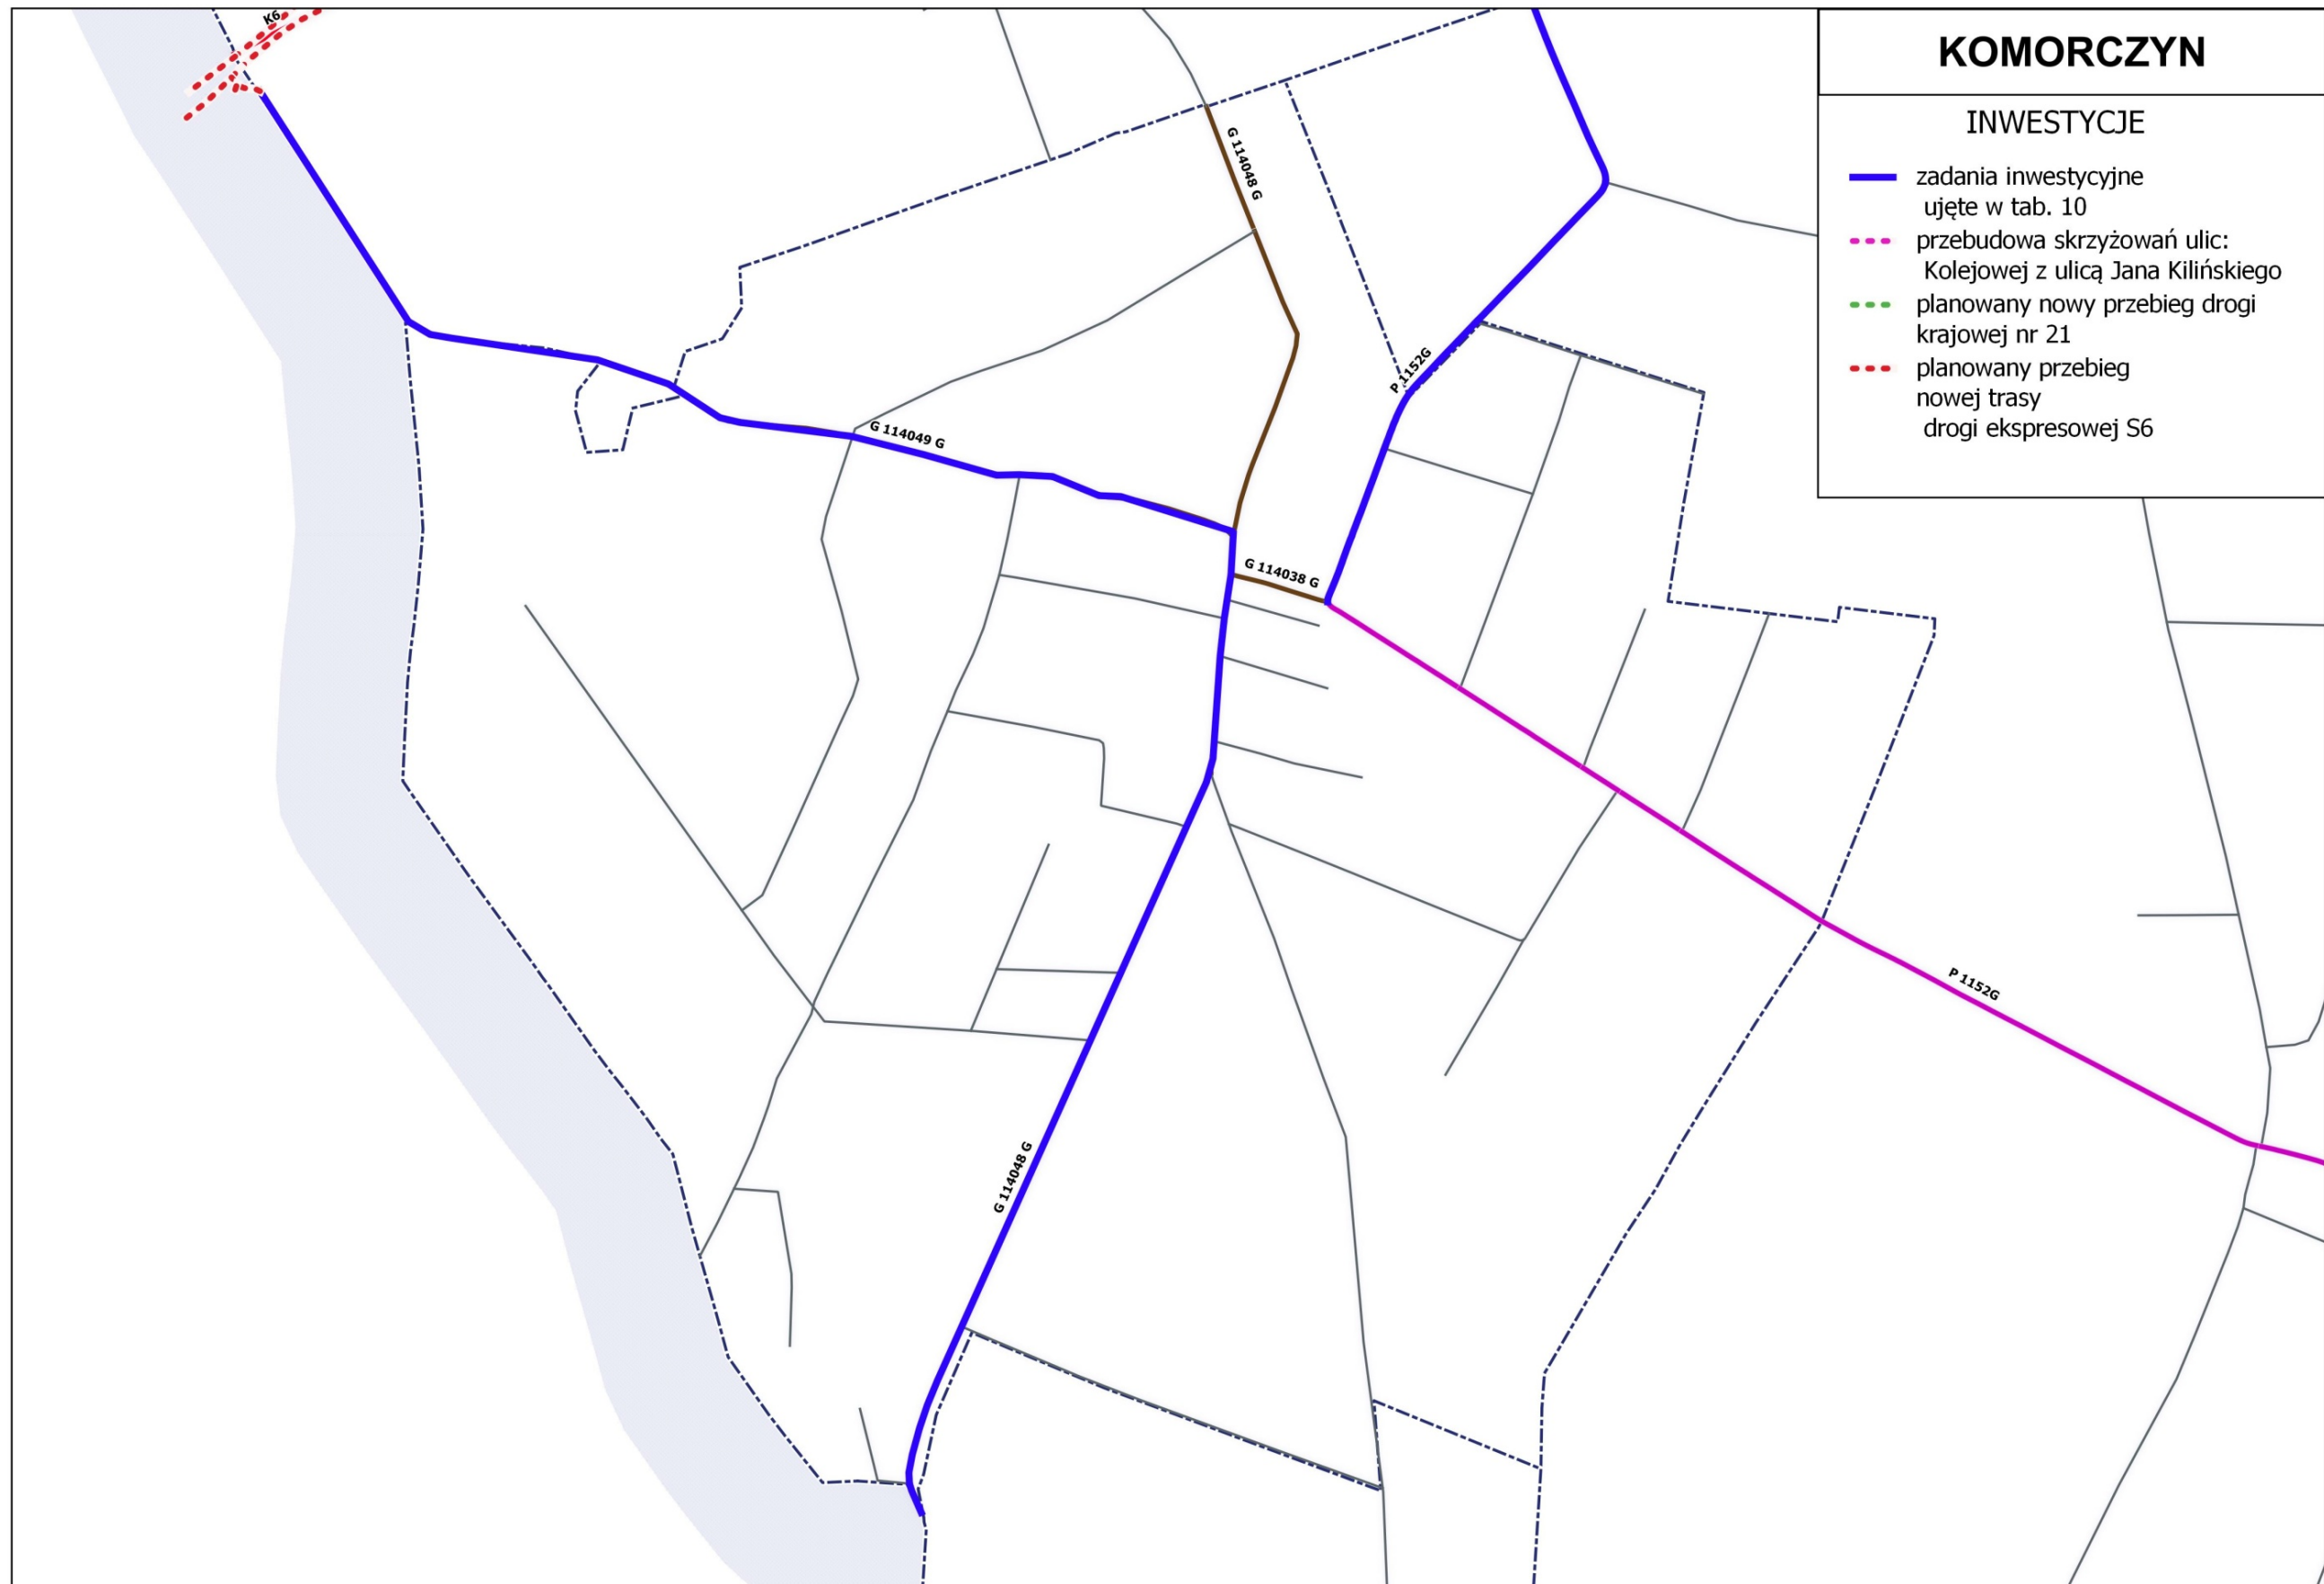 KOMORCZYN
INWESTYCJE
zadania inwestycyjne
ujęte w tab. 10
przebudowa skrzyżowań ulic:
Kolejowej z ulicą Jana Kilińskiego
planowany nowy przebieg drogi
krajowej nr 21
planowany przebieg
nowej trasy
drogi ekspresowej S6
K6
G 114048 G
P 1152G
G 114049 G
G 114038 G
P 1152G
G 114048 G